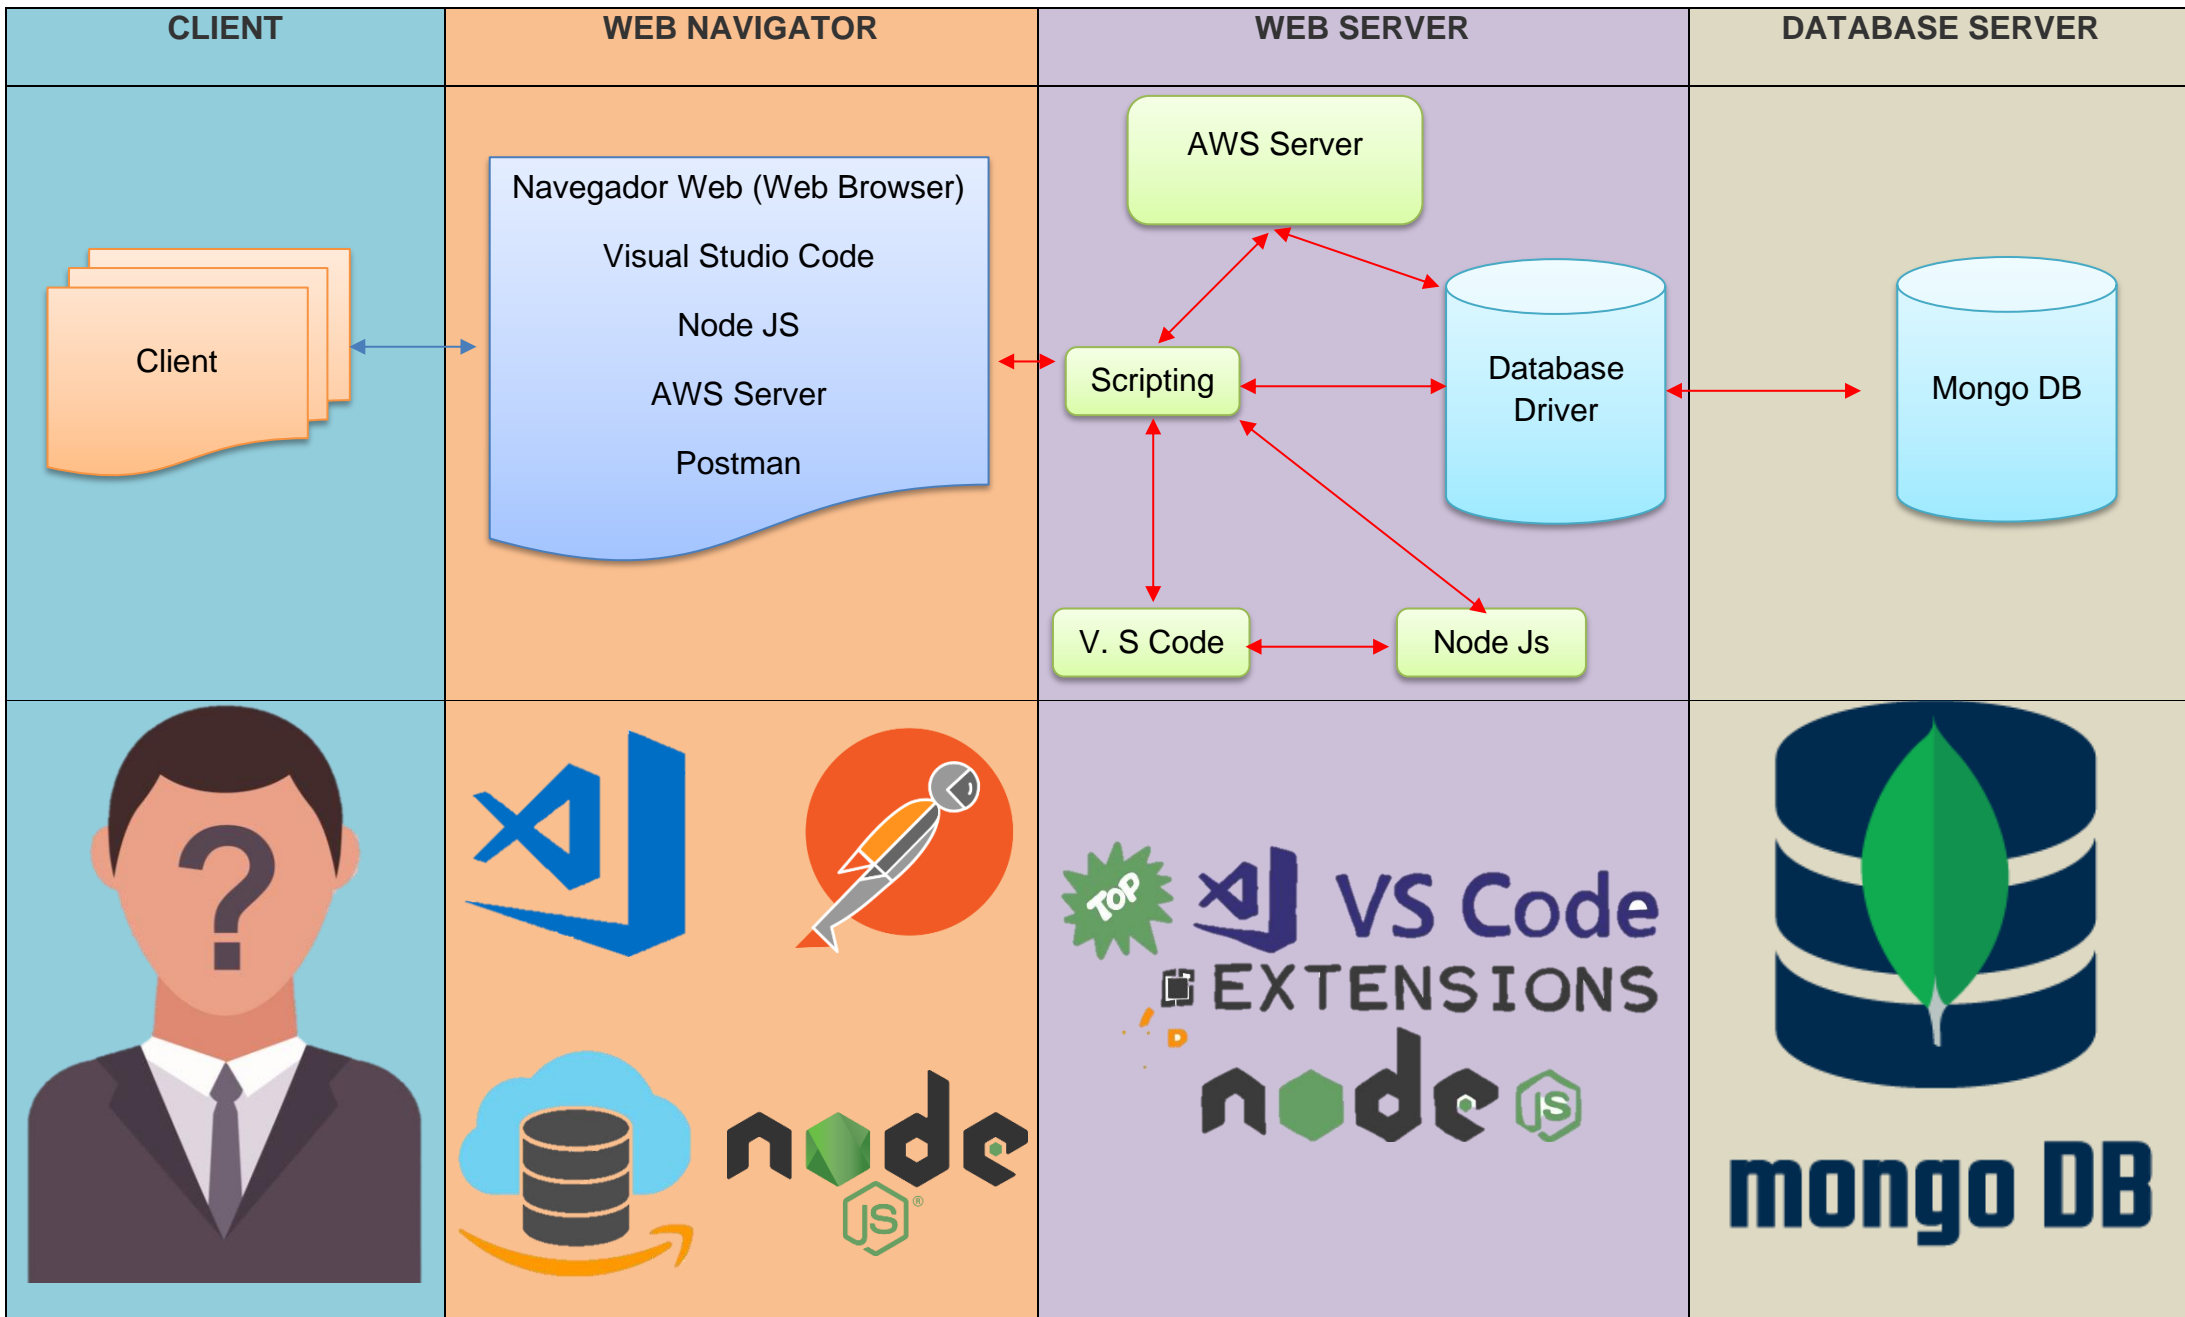 CLIENT
WEB NAVIGATOR
WEB SERVER
DATABASE SERVER
Client
Navegador Web (Web Browser)
Visual Studio Code
Node JS
AWS Server
Postman
AWS Server
Scripting
Database
Driver
V. S Code
Node Js
Mongo DB
?
node
JS®
TOP
VS Code
EXTENSIONS
D
node JS
mongo DB